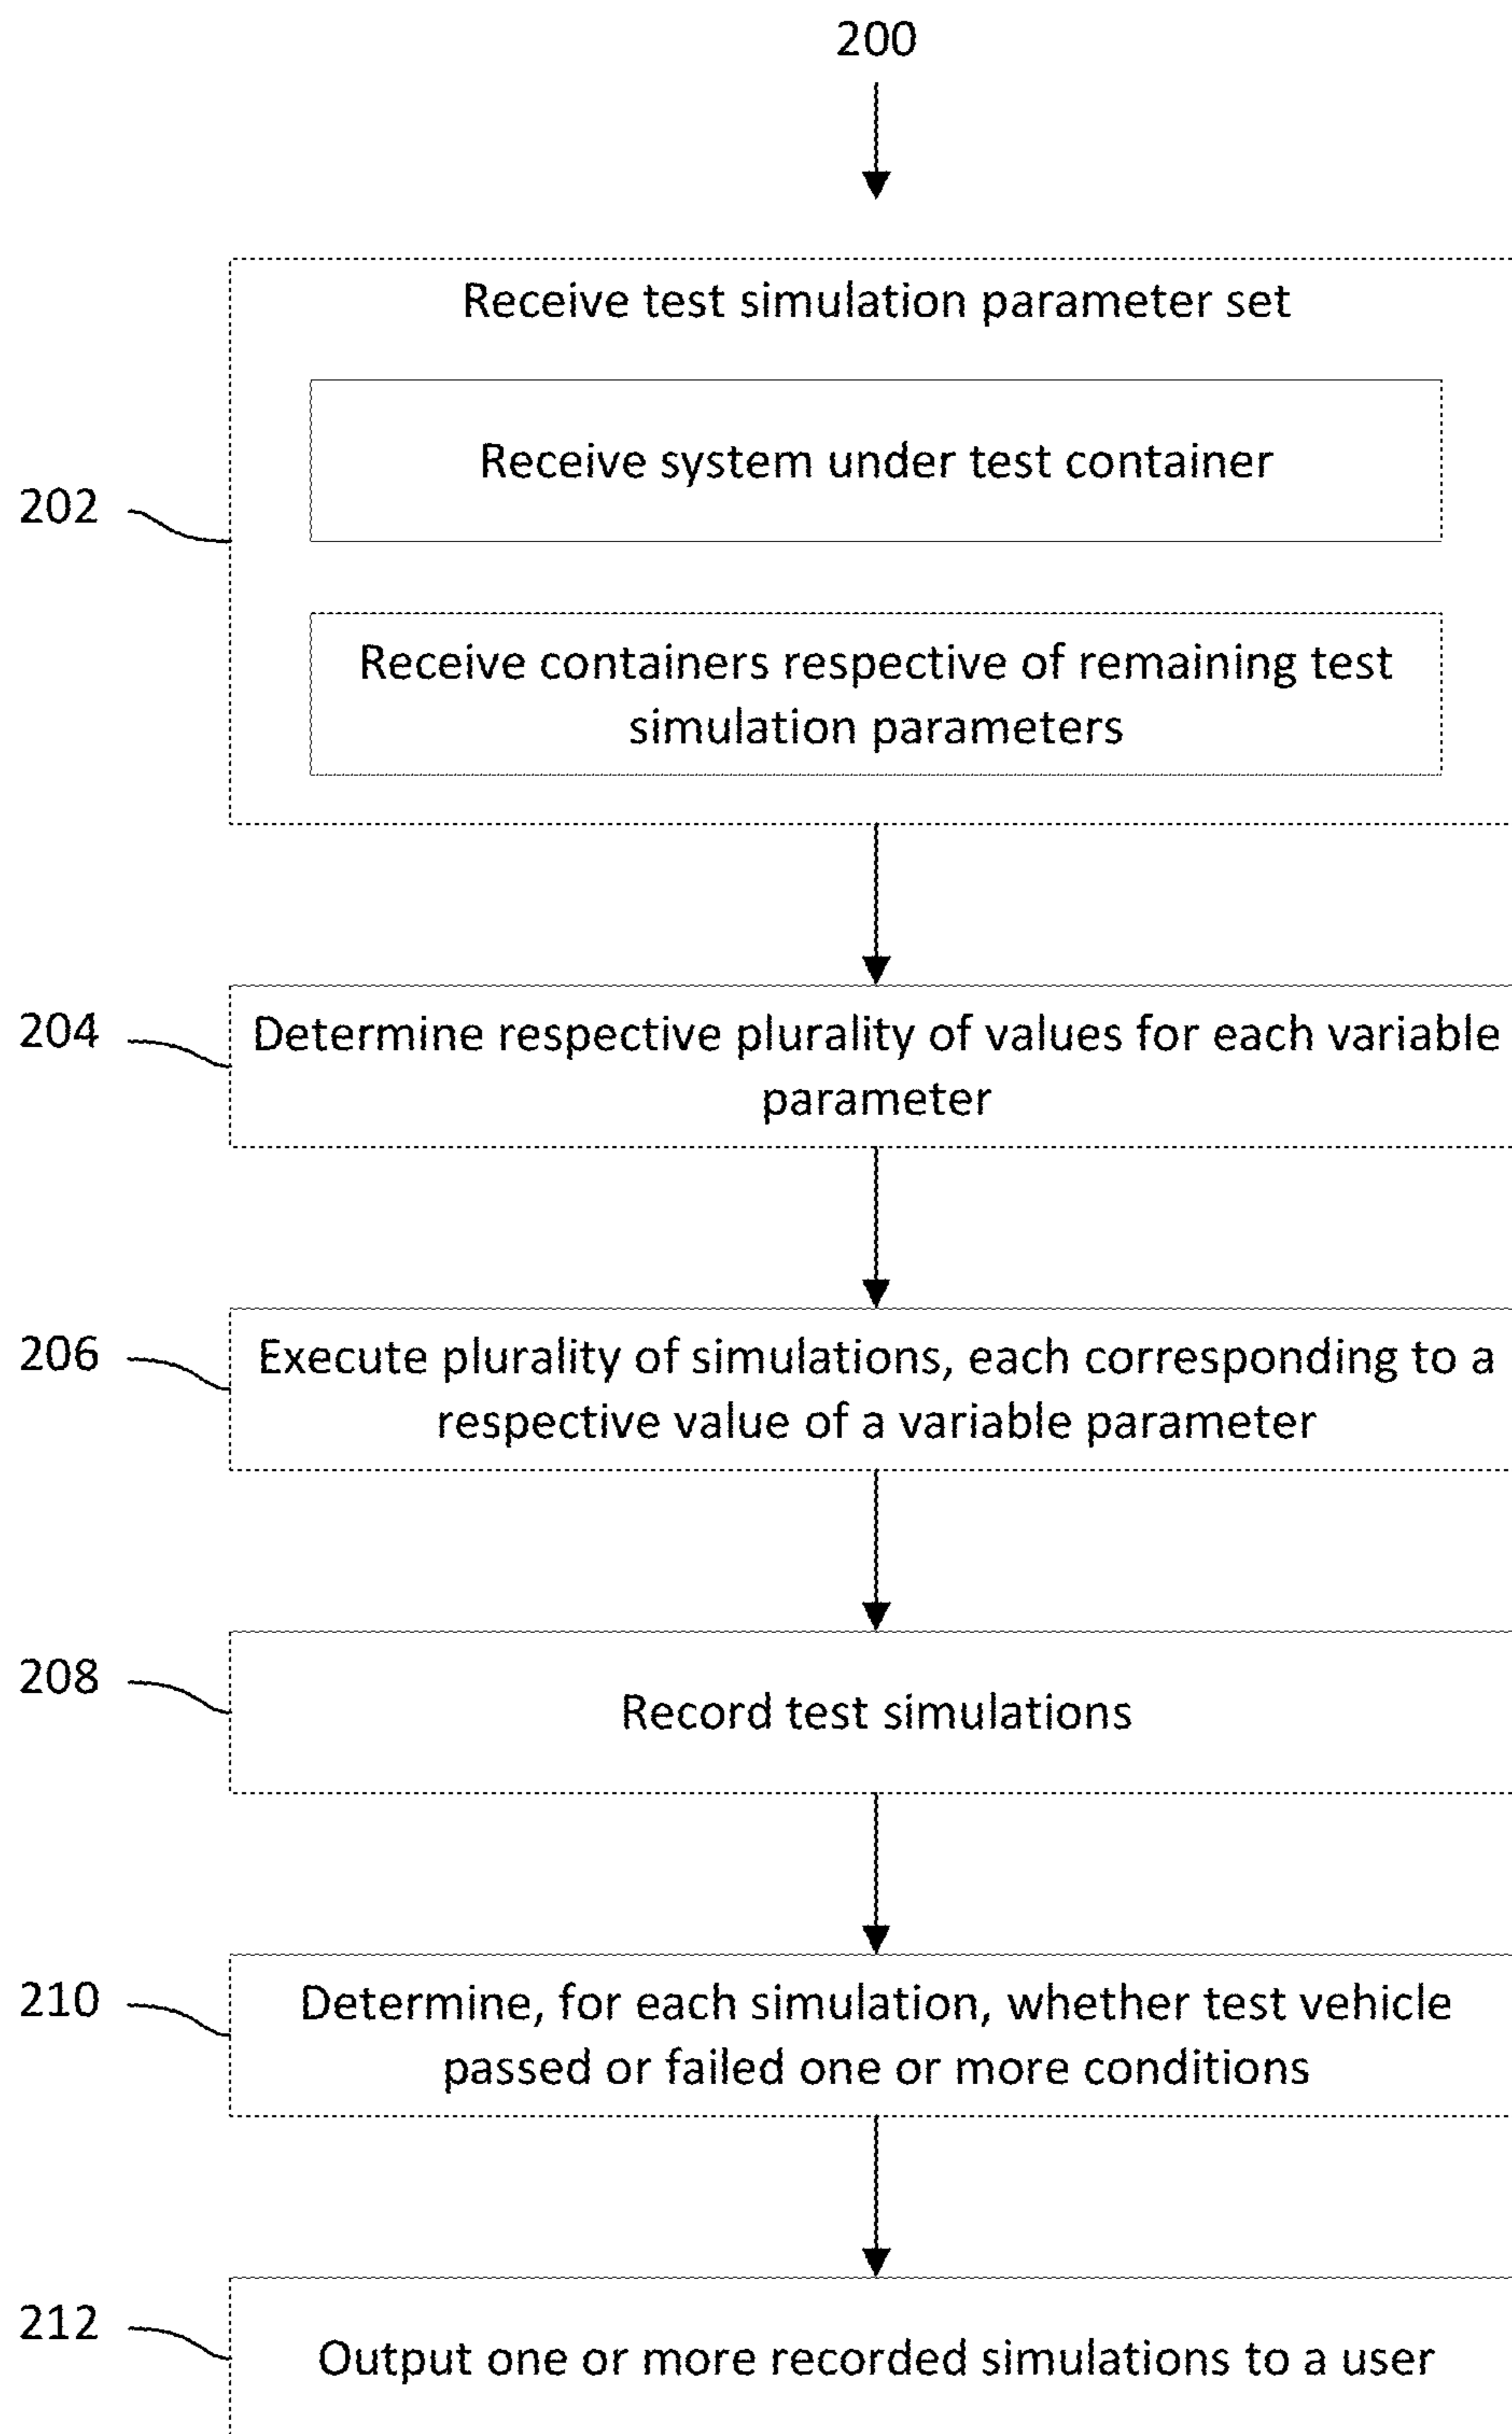 200
Receive test simulation parameter set
Receive system under test container
202
Receive containers respective of remaining test
simulation parameters
204
Determine respective plurality of values for each variable
parameter
206
Execute plurality of simulations, each corresponding to a
respective value of a variable parameter
208
Record test simulations
210
Determine, for each simulation, whether test vehicle
passed or failed one or more conditions
212
Output one or more recorded simulations to a user